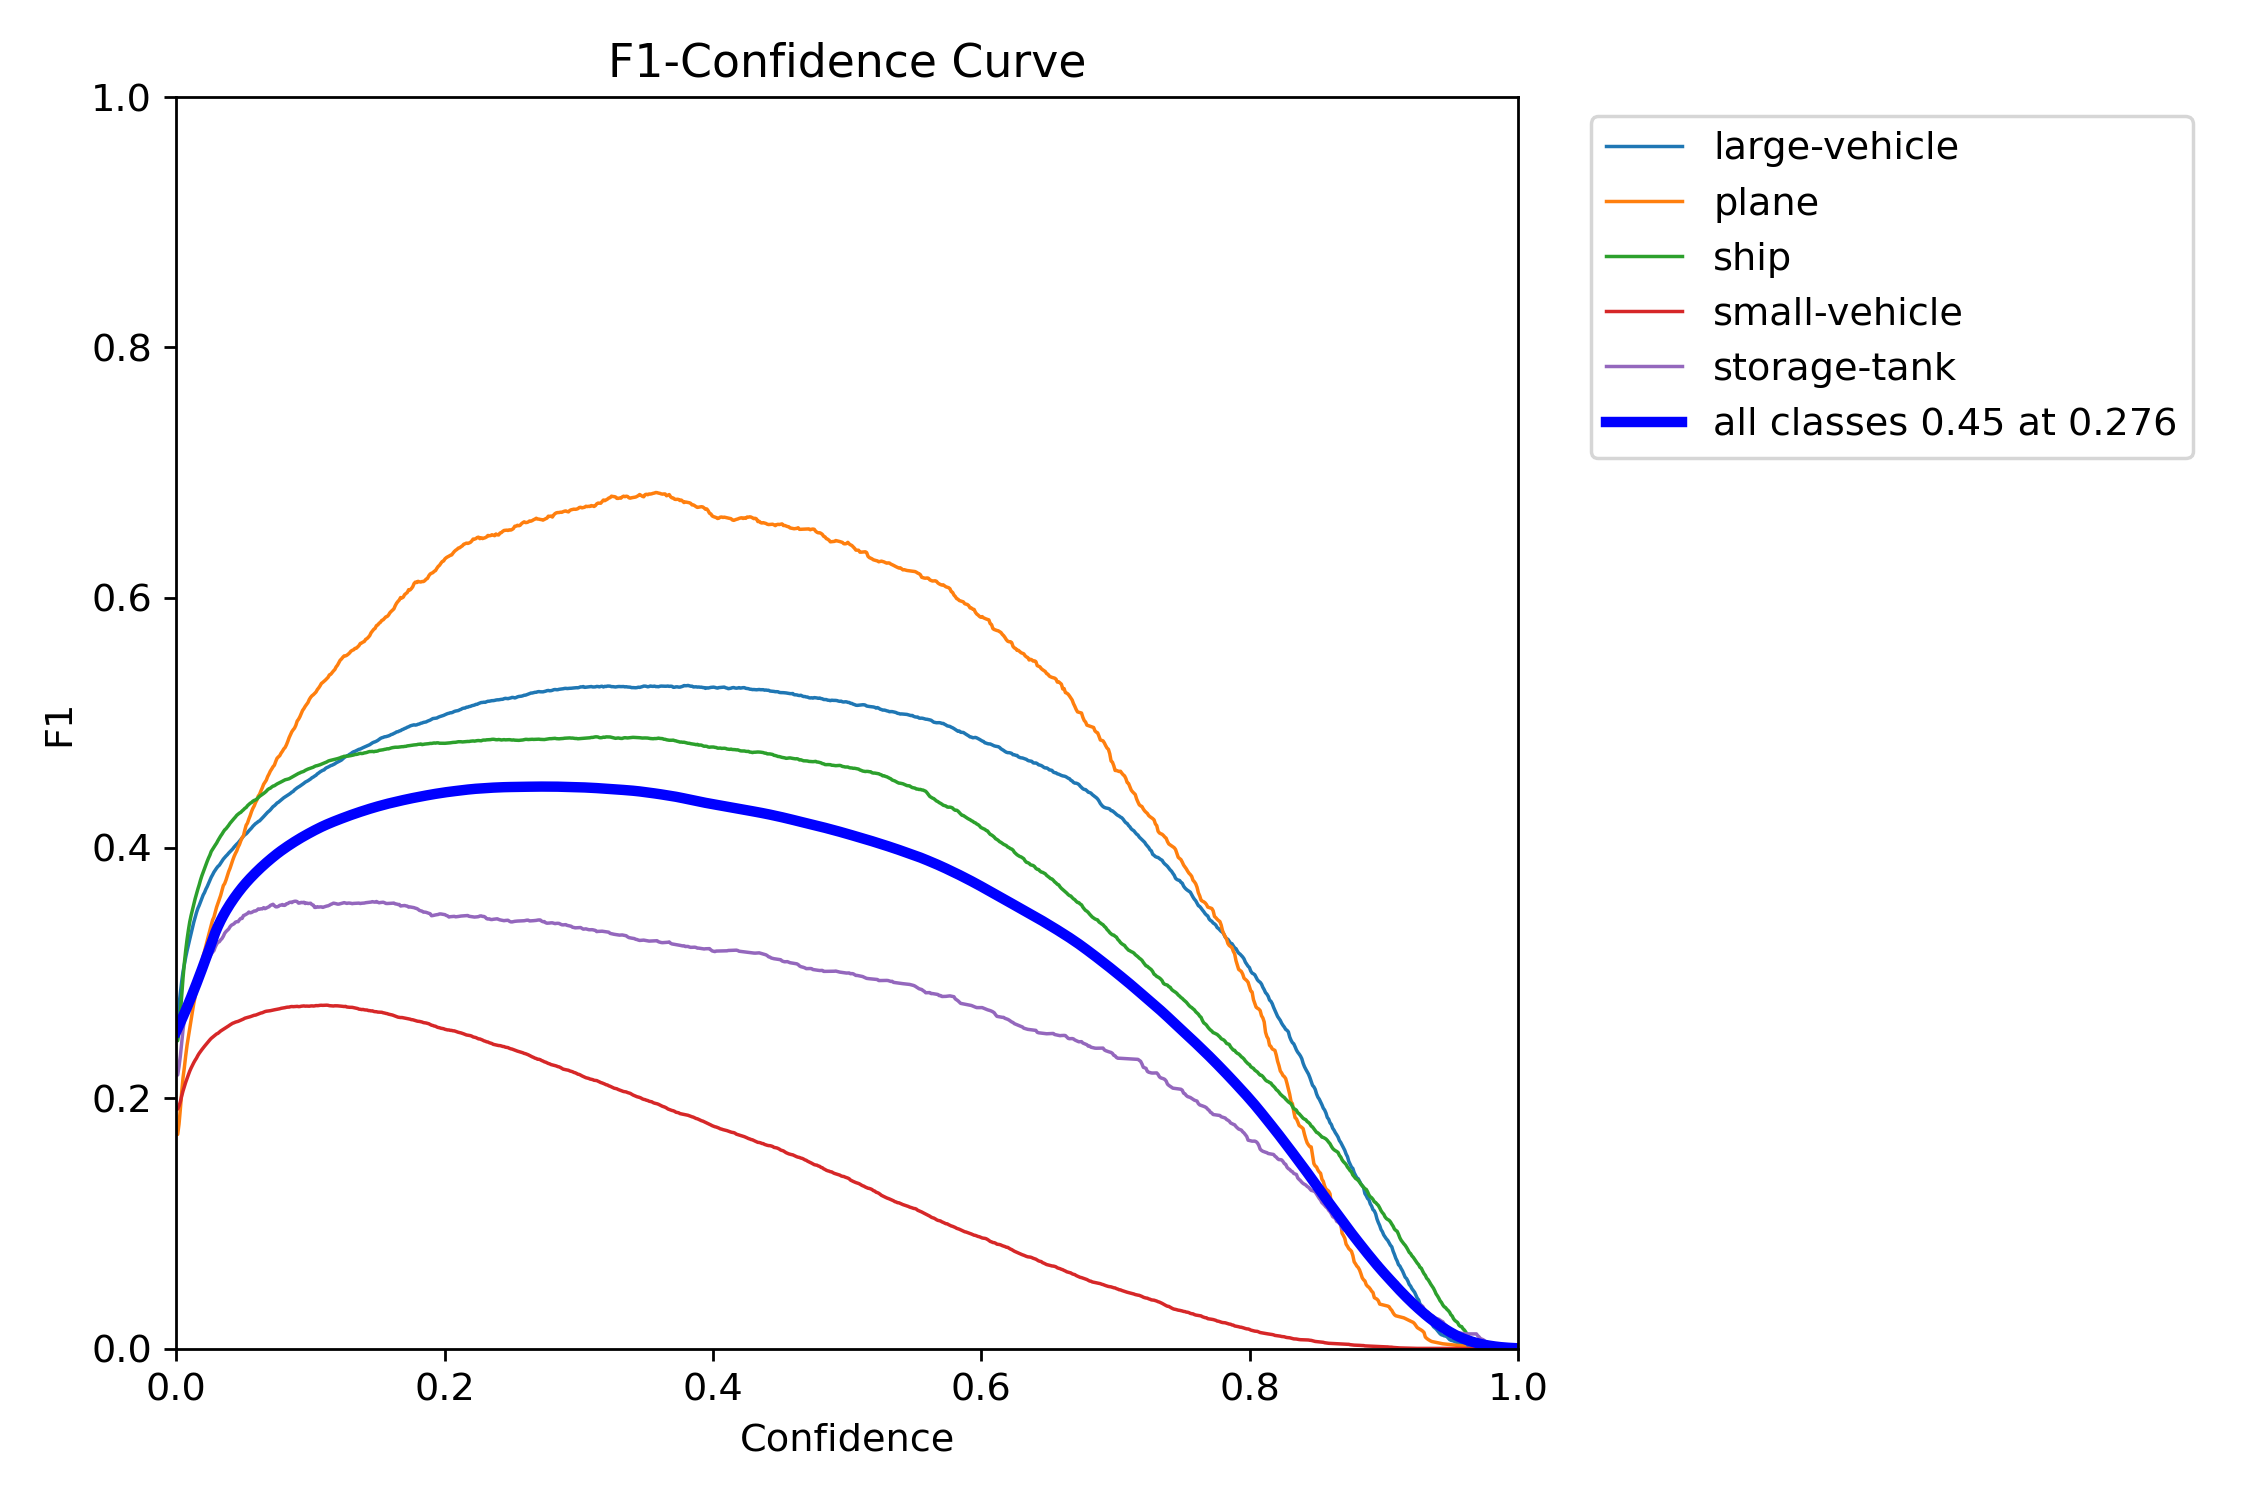 F1-Confidence Curve
1.0
0.8
0.6
0.4
0.2
0.0
F1
0.0 0.2 0.4 0.6 0.8 1.0
Confidence
large-vehicle
plane
ship
small-vehicle
storage-tank
all classes 0.45 at 0.276